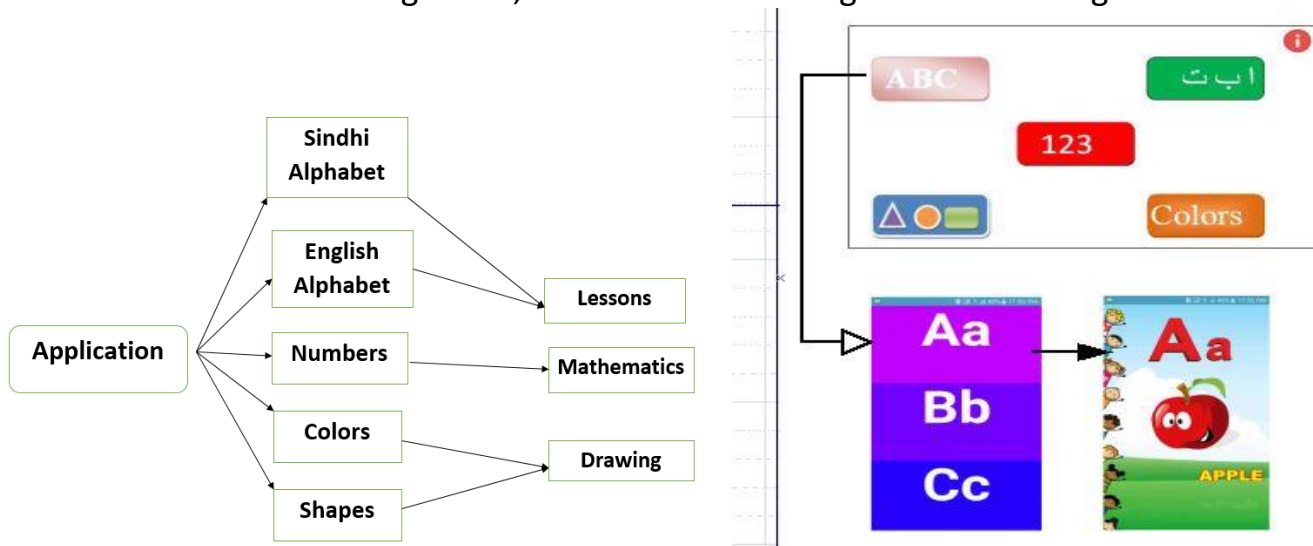 Sindhi
Alphabet
English
Alphabet
Application
Numbers
Colors
Shapes
Lessons
Mathematics
Drawing
i
ABC
ا ب ت
123
Colors
Aa
Bb
Cc
Aa
APPLE